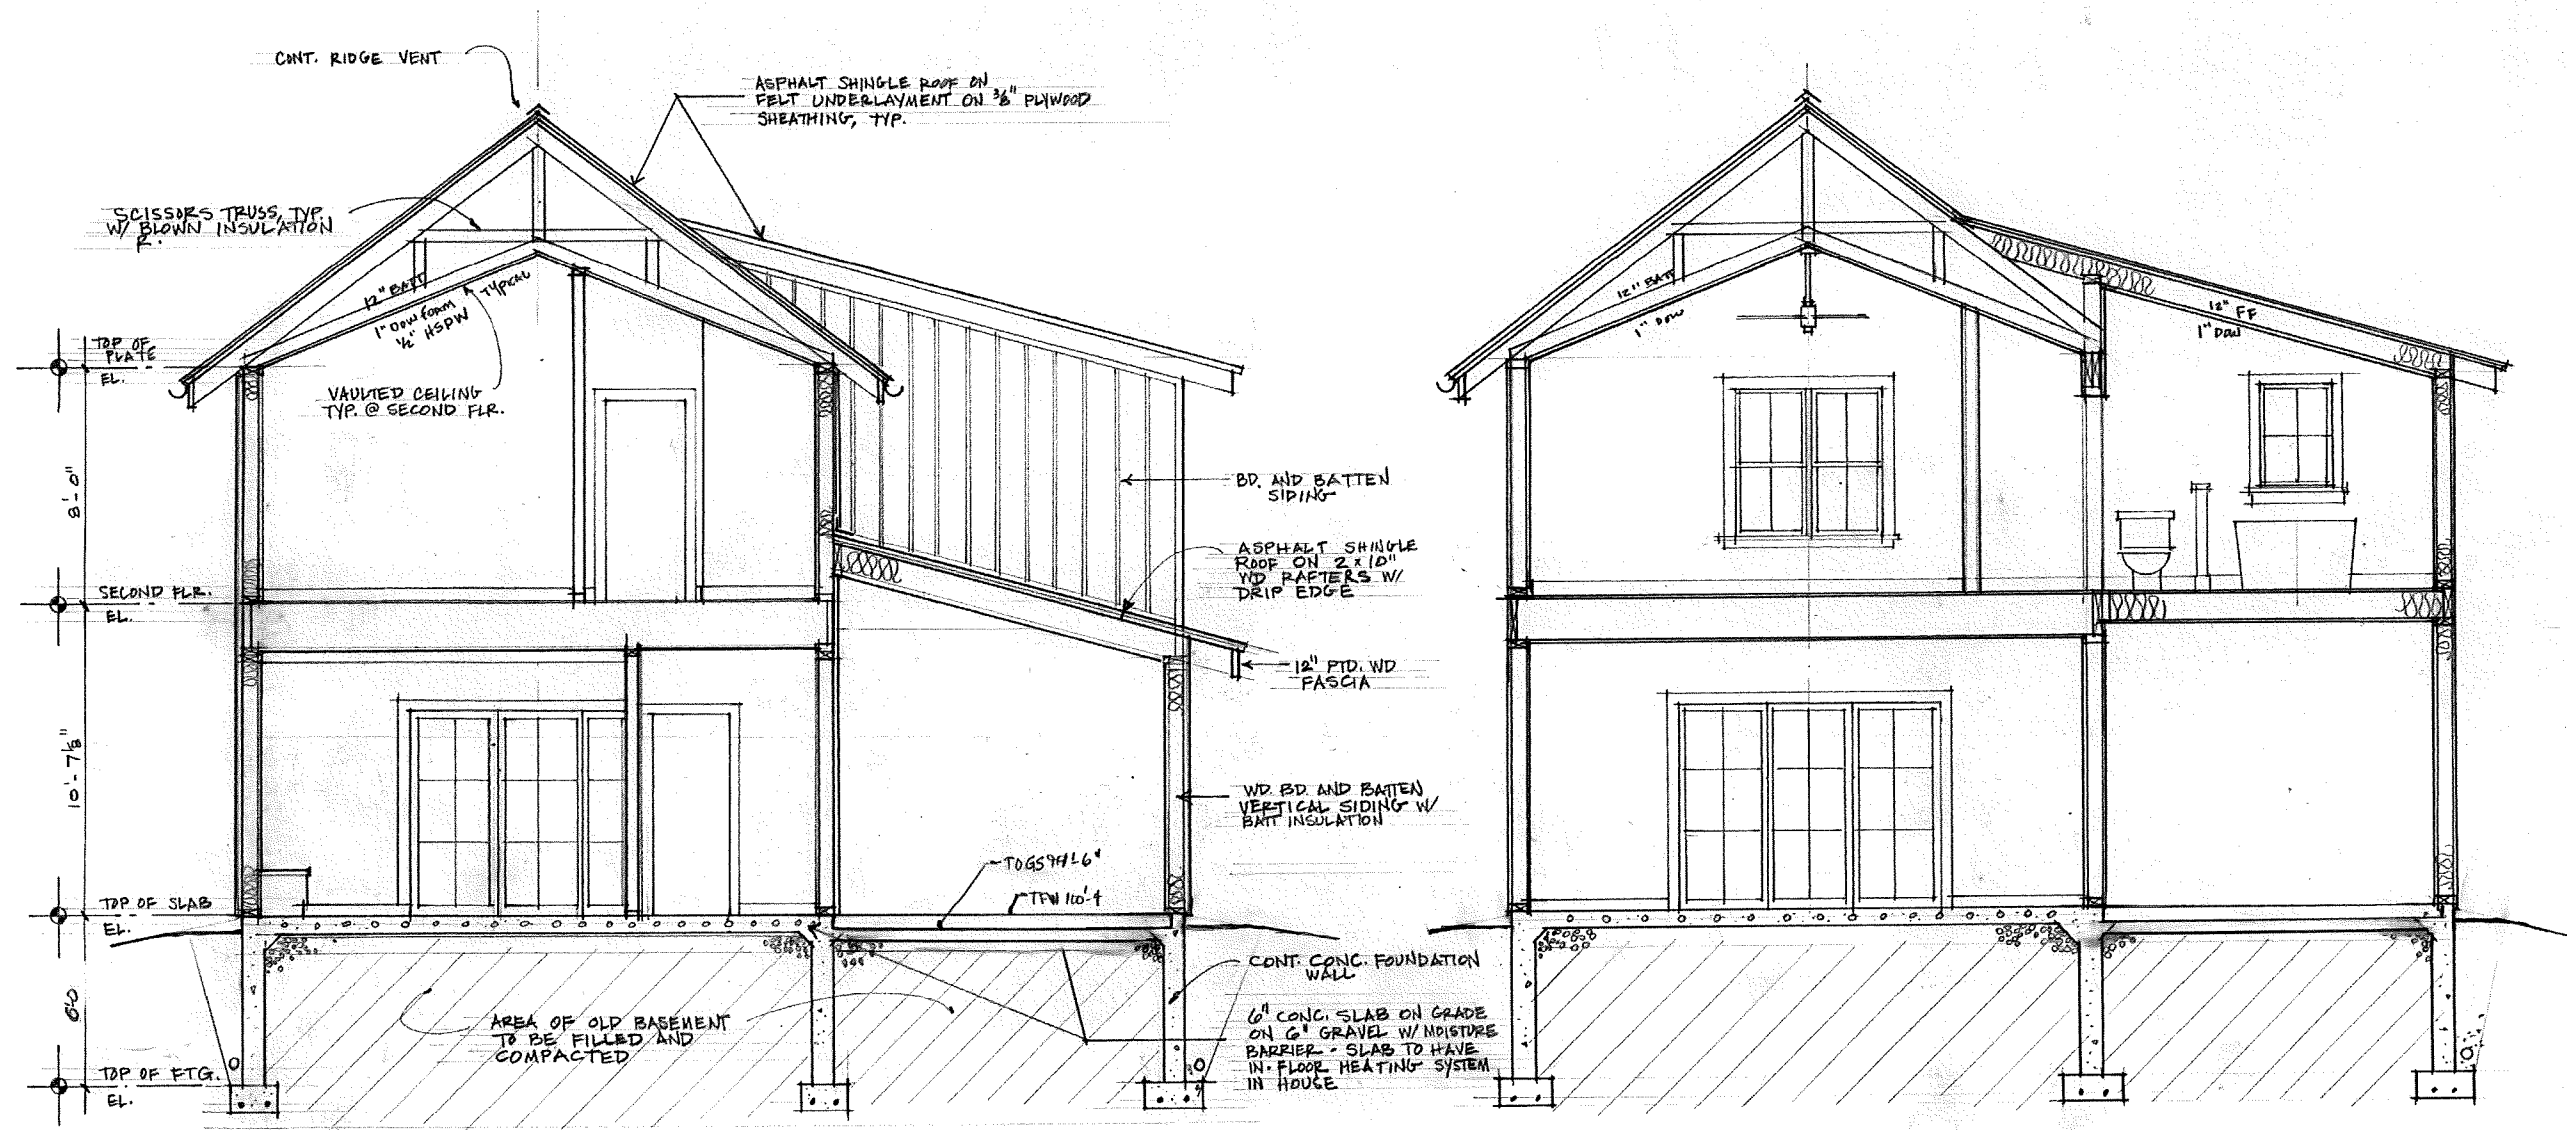 CONT. RIDGE VENT
ASPHALT SHINGLE ROOF ON
FELT UNDERLAYMENT ON 3/8" PLYWOOD
SHEATHING, TYP.
SCISSORS TRUSS, TYP.
W/ BLOWN INSULATION
R.
12" BATT
1" DOW foam
TYPICAL
1/2" HSPW
VAULTED CEILING
TYP. @ SECOND FLR.
TOP OF
PLATE
EL.
8'-0"
SECOND FLR.
EL.
10'-7 1/8"
TOP OF SLAB
EL.
6'0
TOP OF FTG.
EL.
BD. AND BATTEN
SIDING
ASPHALT SHINGLE
ROOF ON 2x10"
WD RAFTERS W/
DRIP EDGE
12" PTD. WD
FASCIA
WD. BD. AND BATTEN
VERTICAL SIDING W/
BATT INSULATION
TOGS 99'-6"
TFW 100'-4
CONT. CONC. FOUNDATION
WALL
6" CONC. SLAB ON GRADE
ON 6" GRAVEL W/ MOISTURE
BARRIER - SLAB TO HAVE
IN-FLOOR HEATING SYSTEM
IN HOUSE
AREA OF OLD BASEMENT
TO BE FILLED AND
COMPACTED
12" BATT
1" DOW
12" FF
1" DOW